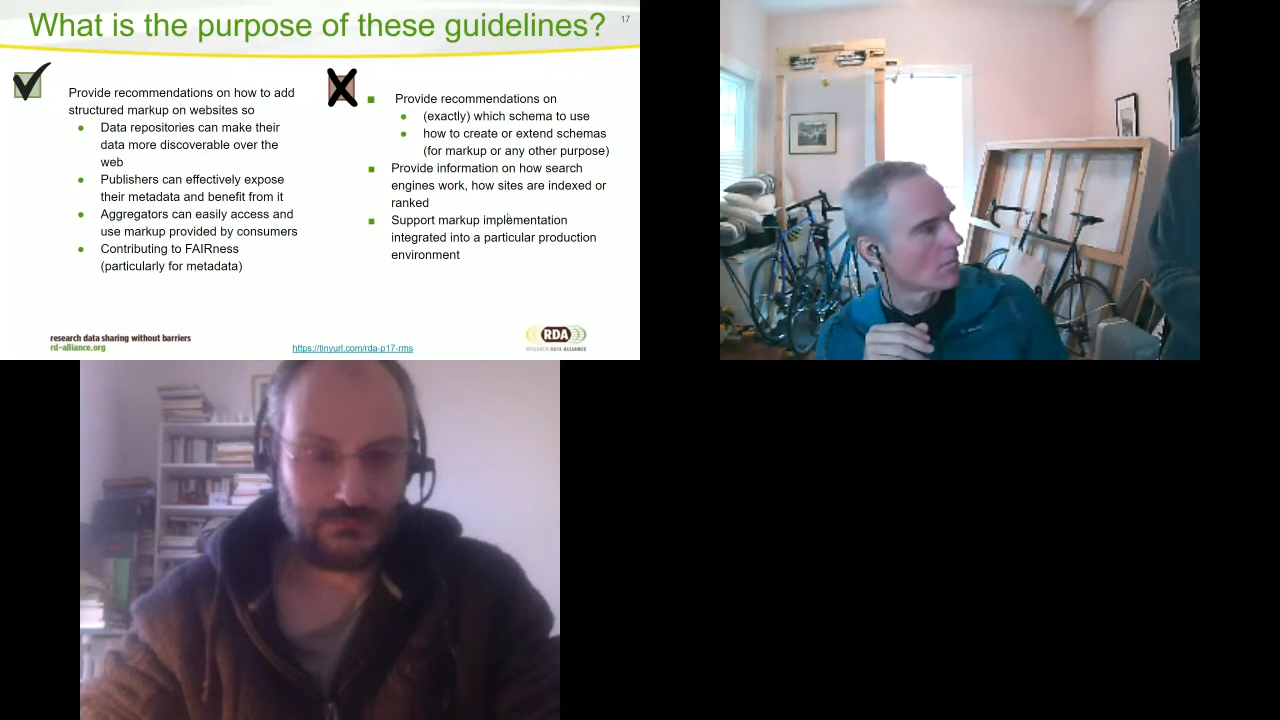 What is the purpose of these guidelines?
17
Provide recommendations on how to add
structured markup on websites so
Data repositories can make their
data more discoverable over the
web
Publishers can effectively expose
their metadata and benefit from it
Aggregators can easily access and
use markup provided by consumers
Contributing to FAIRness
(particularly for metadata)
Provide recommendations on
(exactly) which schema to use
how to create or extend schemas
(for markup or any other purpose)
Provide information on how search
engines work, how sites are indexed or
ranked
Support markup implementation
integrated into a particular production
environment
research data sharing without barriers
rd-alliance.org
https://tinyurl.com/rda-p17-rms
RDA
RESEARCH DATA ALLIANCE